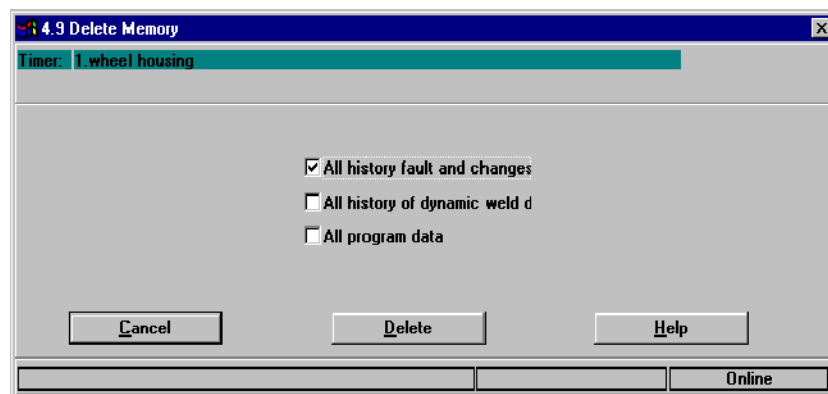 4.9 Delete Memory
Timer: 1.wheel housing
All history fault and changes
All history of dynamic weld d
All program data
Cancel Delete Help
Online